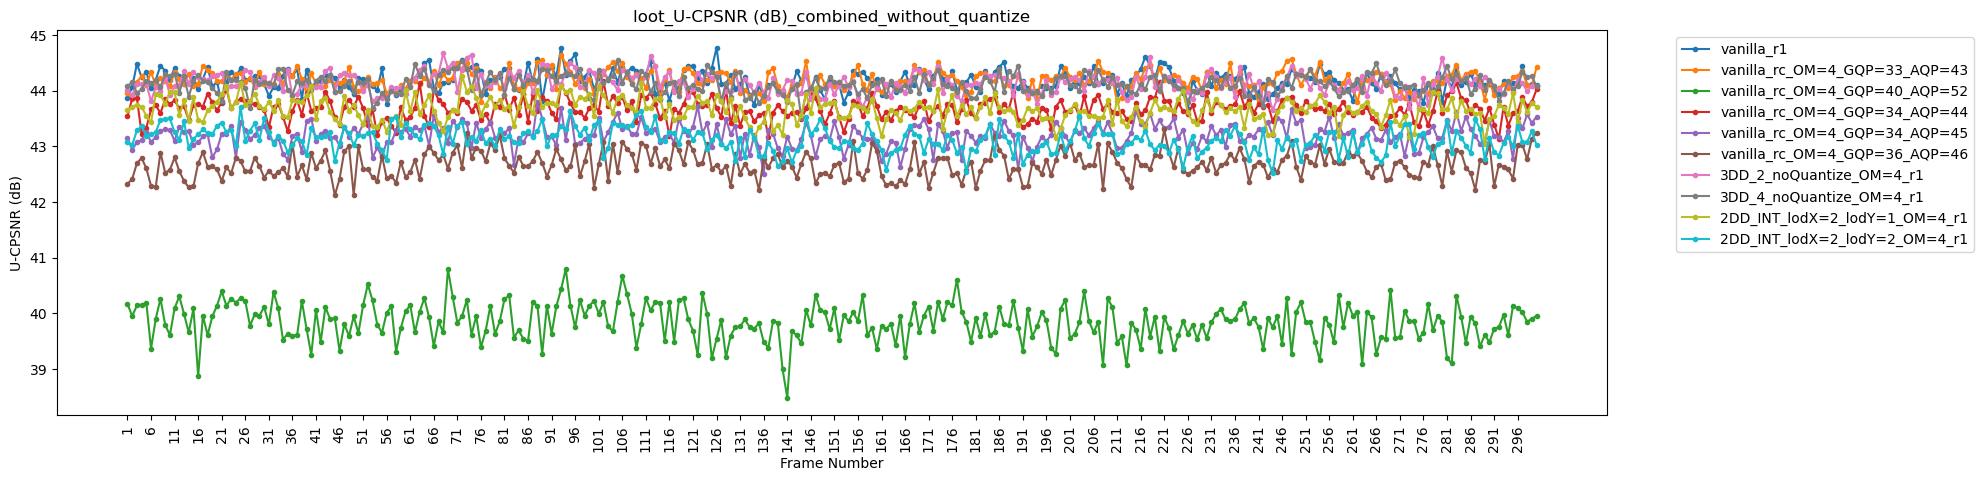 loot_U-CPSNR (dB)_combined_without_quantize
U-CPSNR (dB)
45
44
43
42
41
40
39
1 6 11 16 21 26 31 36 41 46 51 56 61 66 71 76 81 86 91 96 101 106 111 116 121 126 131 136 141 146 151 156 161 166 171 176 181 186 191 196 201 206 211 216 221 226 231 236 241 246 251 256 261 266 271 276 281 286 291 296
Frame Number
vanilla_r1
vanilla_rc_OM=4_GQP=33_AQP=43
vanilla_rc_OM=4_GQP=40_AQP=52
vanilla_rc_OM=4_GQP=34_AQP=44
vanilla_rc_OM=4_GQP=34_AQP=45
vanilla_rc_OM=4_GQP=36_AQP=46
3DD_2_noQuantize_OM=4_r1
3DD_4_noQuantize_OM=4_r1
2DD_INT_lodX=2_lodY=1_OM=4_r1
2DD_INT_lodX=2_lodY=2_OM=4_r1